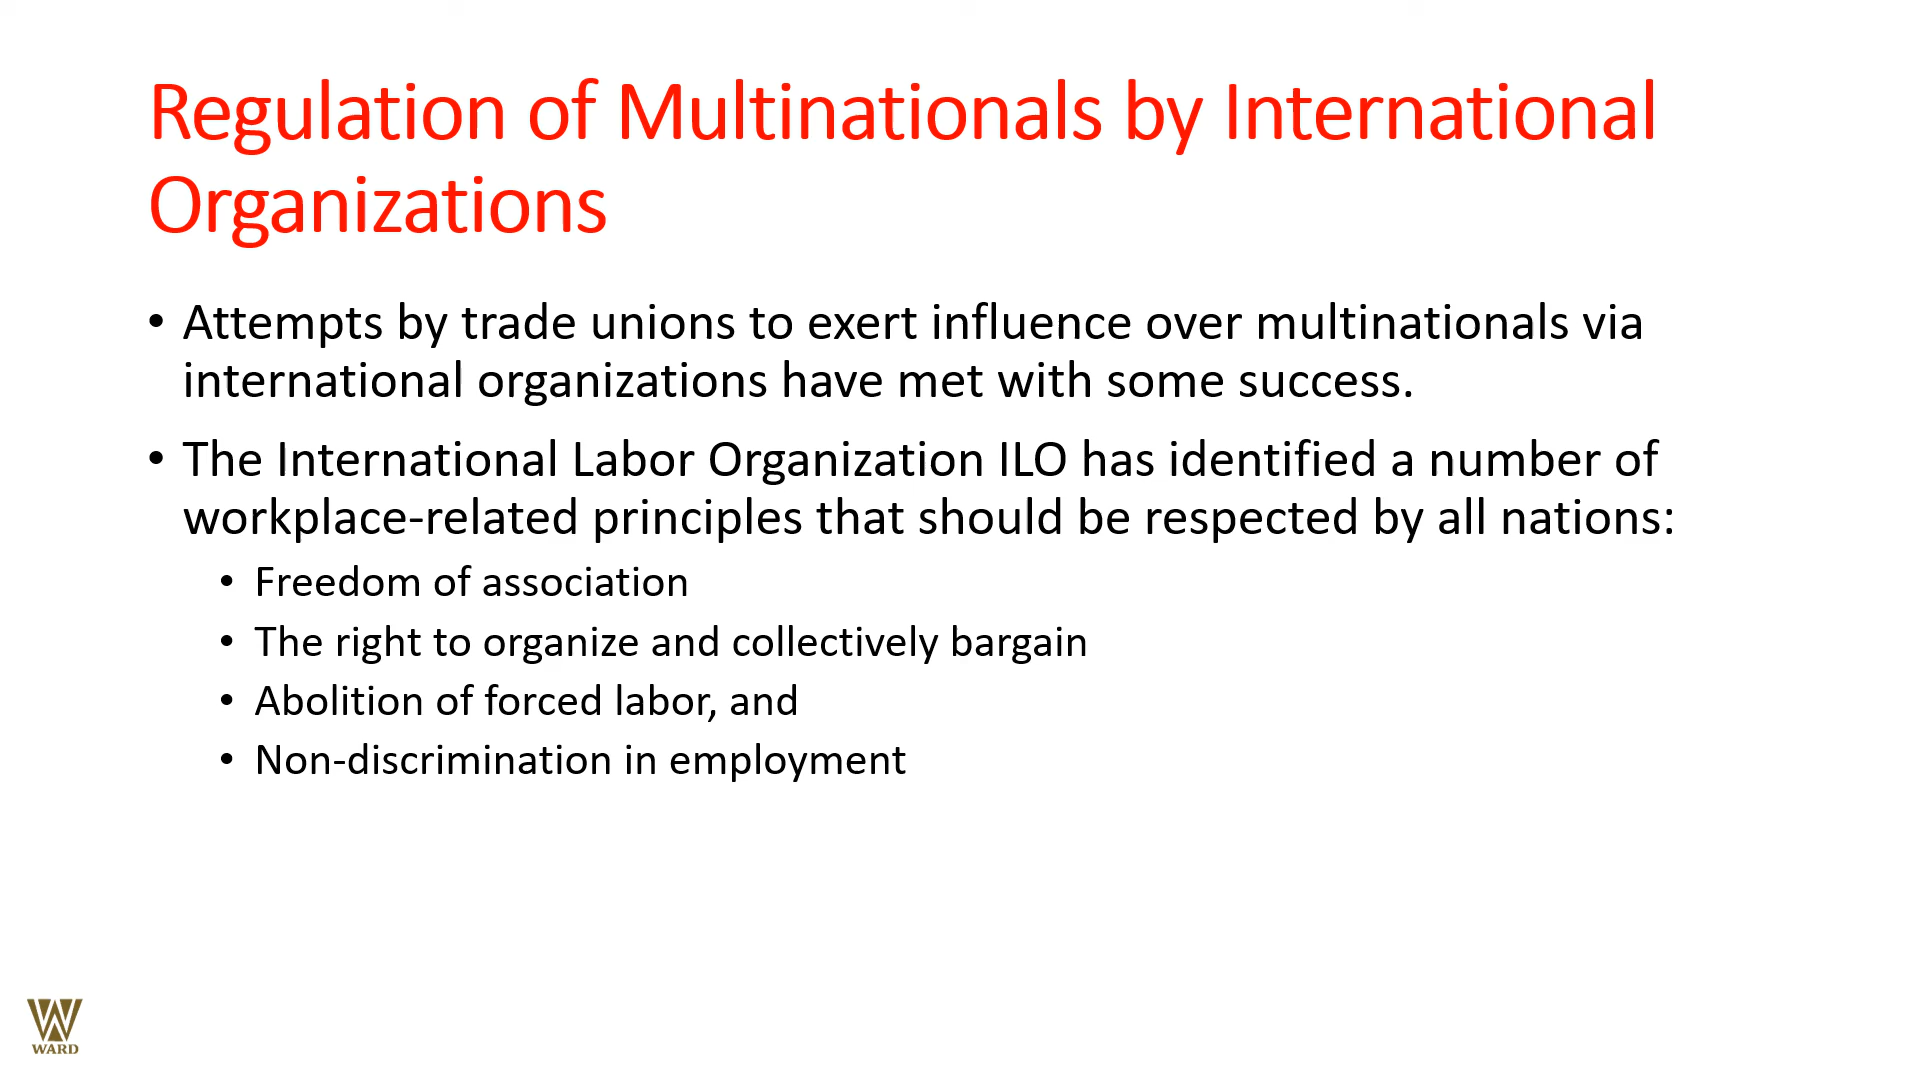 Regulation of Multinationals by International
Organizations
• Attempts by trade unions to exert influence over multinationals via
international organizations have met with some success.
• The International Labor Organization ILO has identified a number of
workplace-related principles that should be respected by all nations:
• Freedom of association
• The right to organize and collectively bargain
• Abolition of forced labor, and
• Non-discrimination in employment
WARD